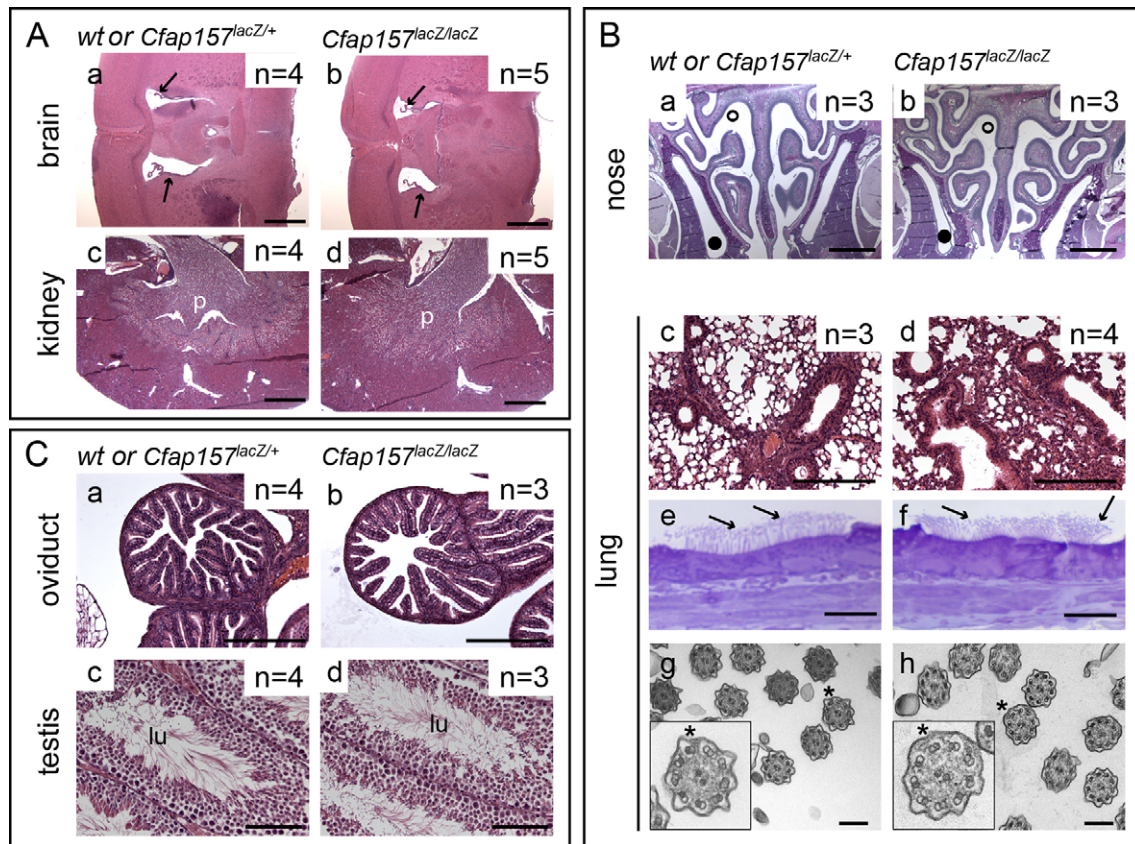 A
wt or Cfap157lacZ/+
Cfap157lacZ/lacZ
brain
a
n=4
b
n=5
kidney
c
n=4
p
d
n=5
p
C
wt or Cfap157lacZ/+
Cfap157lacZ/lacZ
oviduct
a
n=4
b
n=3
testis
c
n=4
lu
d
n=3
lu
B
wt or Cfap157lacZ/+
Cfap157lacZ/lacZ
nose
a
n=3
b
n=3
lung
c
n=3
d
n=4
e
f
g
*
*
h
*
*